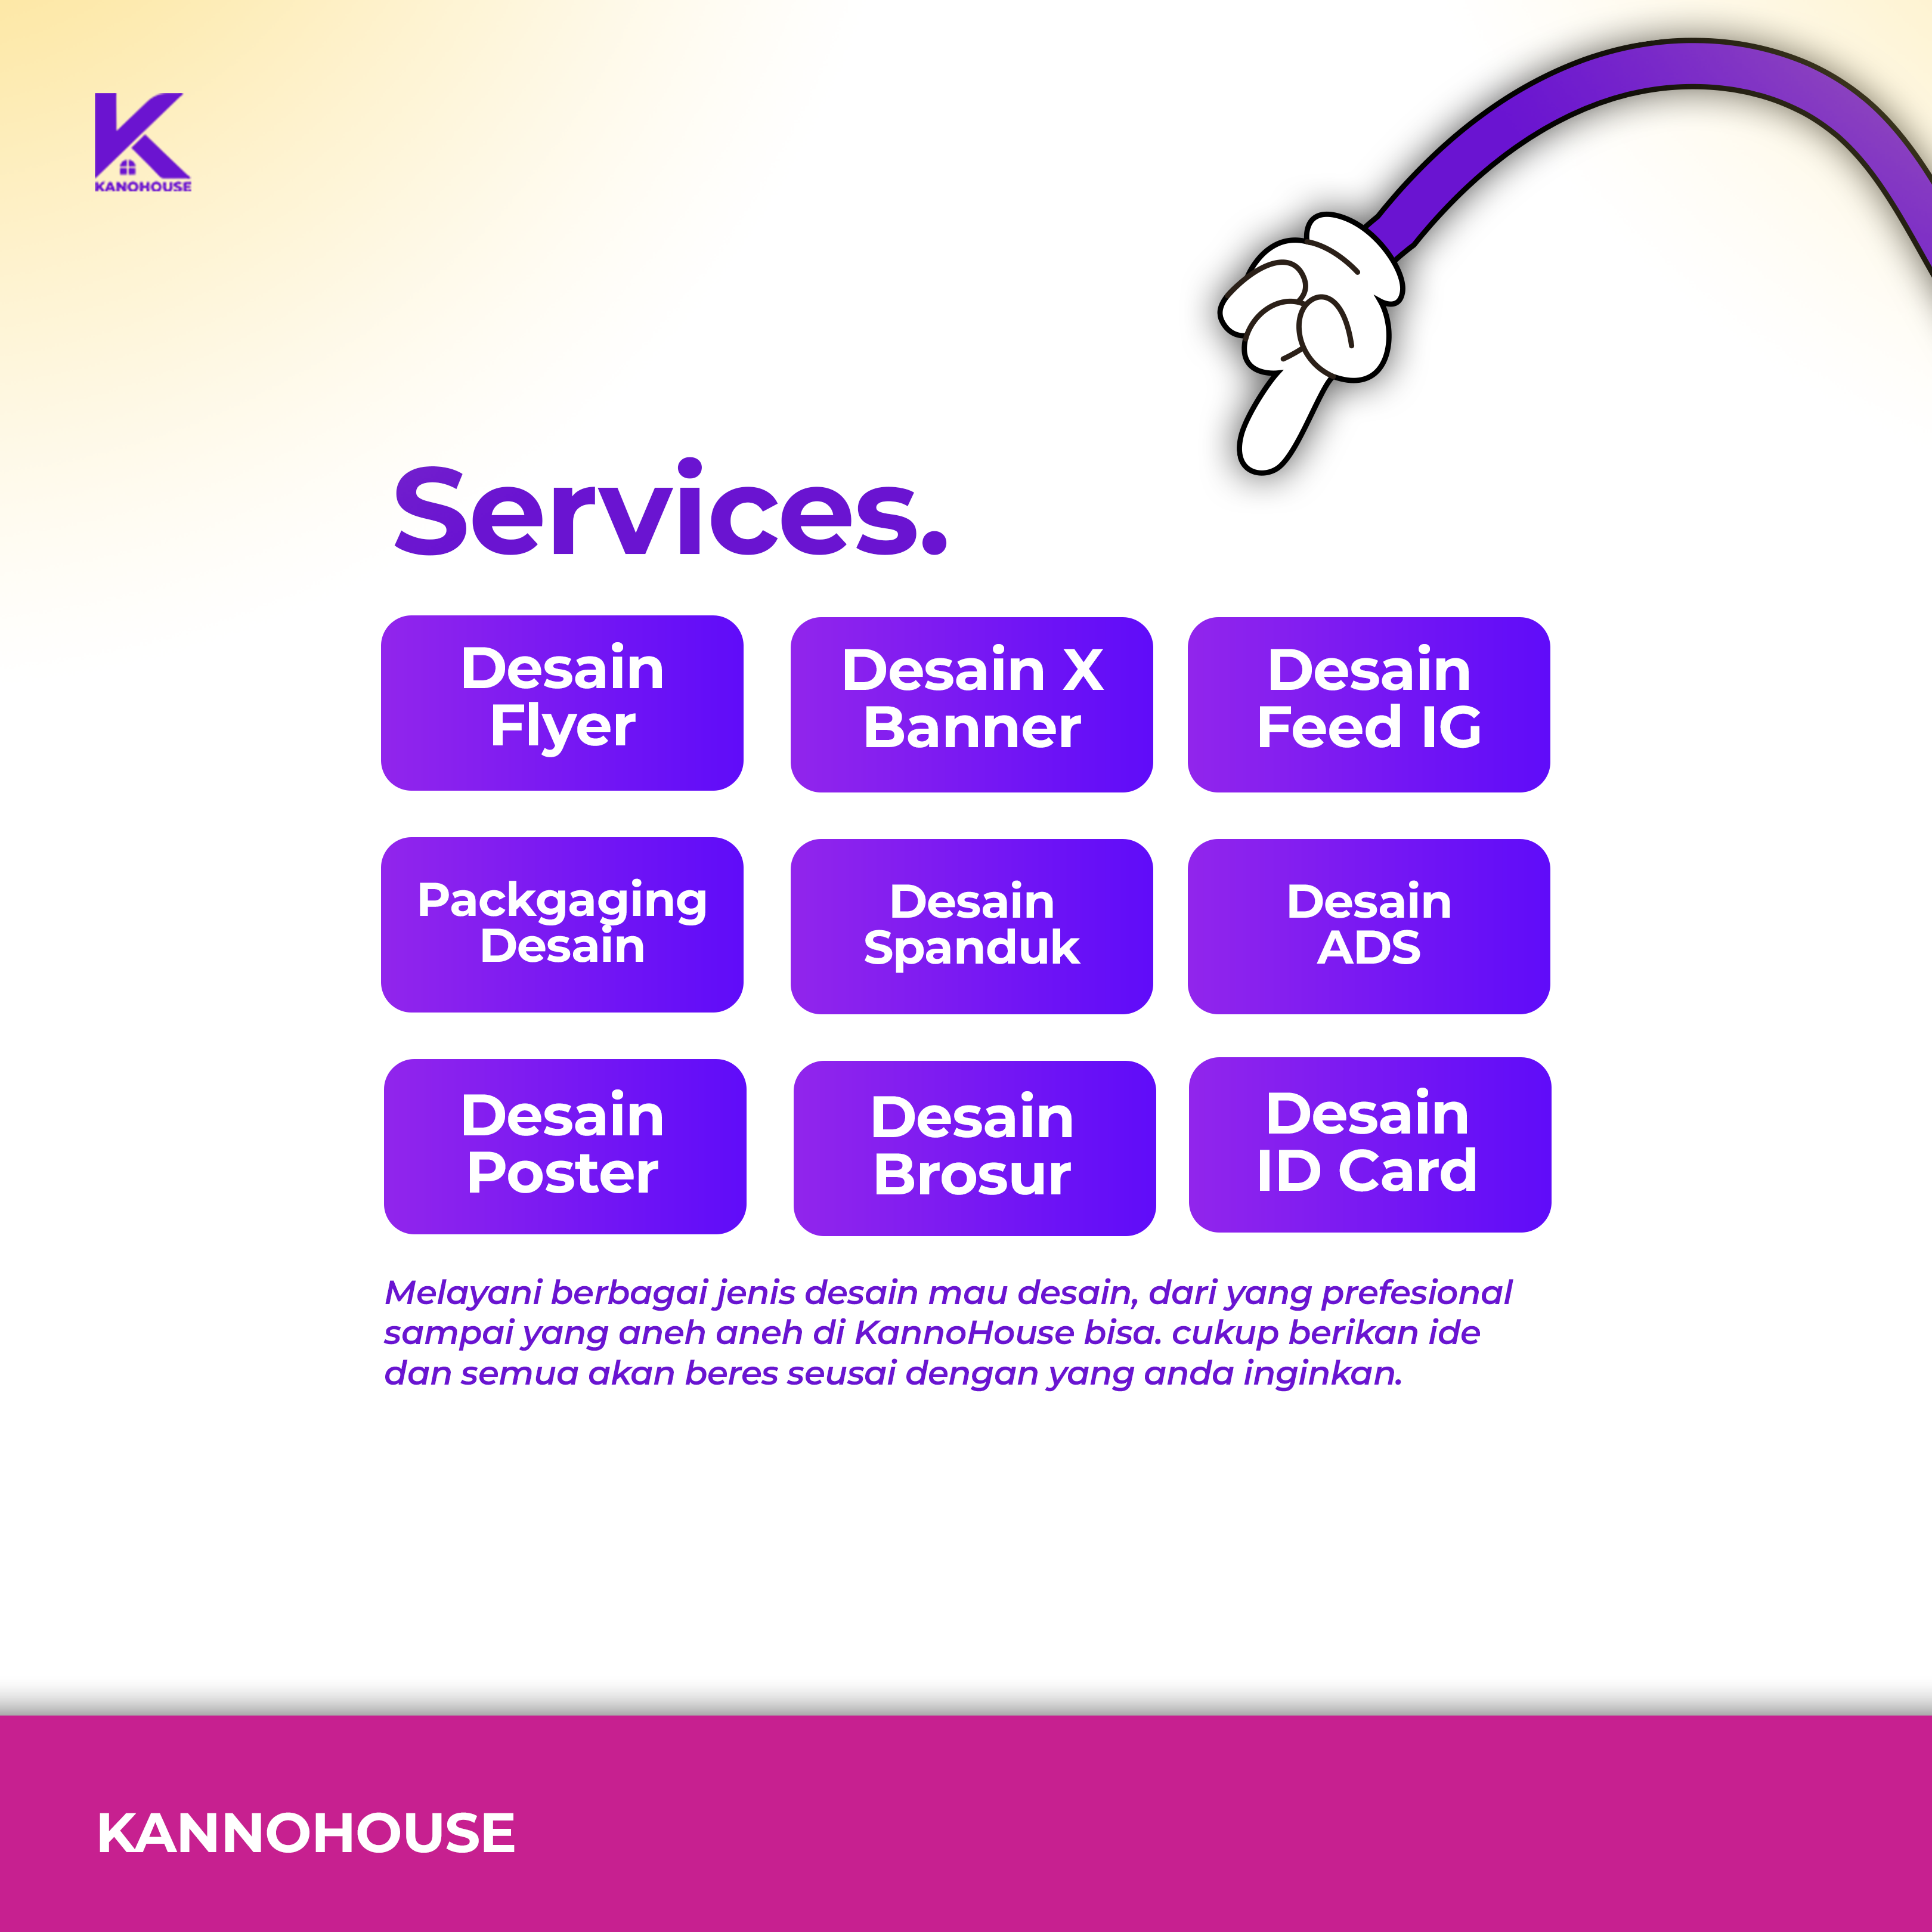 KANOHOUSE
Services.
Desain
Flyer
Desain X
Banner
Desain
Feed IG
Packgaging
Desain
Desain
Spanduk
Desain
ADS
Desain
Poster
Desain
Brosur
Desain
ID Card
Melayani berbagai jenis desain mau desain, dari yang prefesional
sampai yang aneh aneh di KannoHouse bisa. cukup berikan ide
dan semua akan beres seusai dengan yang anda inginkan.
KANNOHOUSE